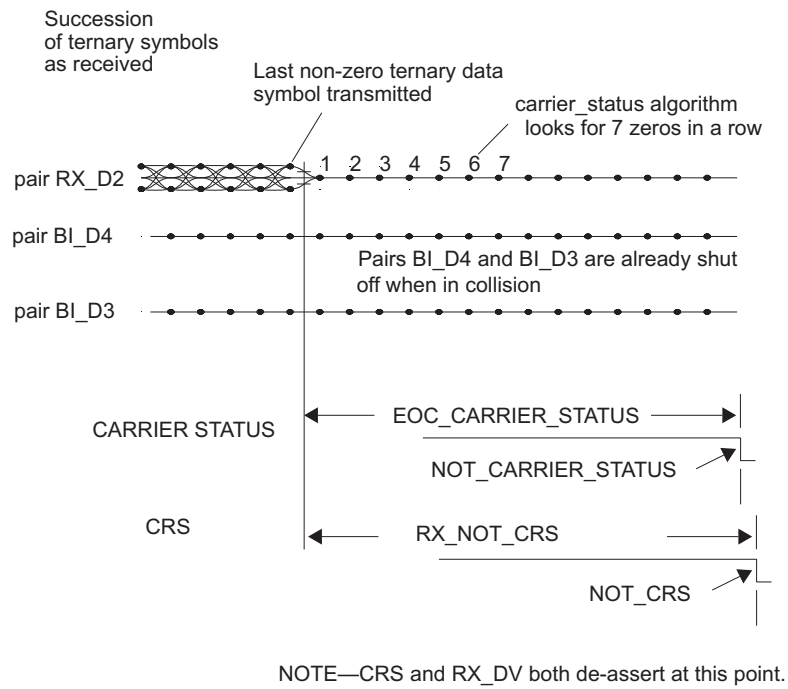 Succession
of ternary symbols
as received
Last non-zero ternary data
symbol transmitted
carrier_status algorithm
looks for 7 zeros in a row
1 2 3 4 5 6 7
pair RX_D2
pair BI_D4
Pairs BI_D4 and BI_D3 are already shut
off when in collision
pair BI_D3
EOC_CARRIER_STATUS
CARRIER STATUS
NOT_CARRIER_STATUS
CRS
RX_NOT_CRS
NOT_CRS
NOTE—CRS and RX_DV both de-assert at this point.